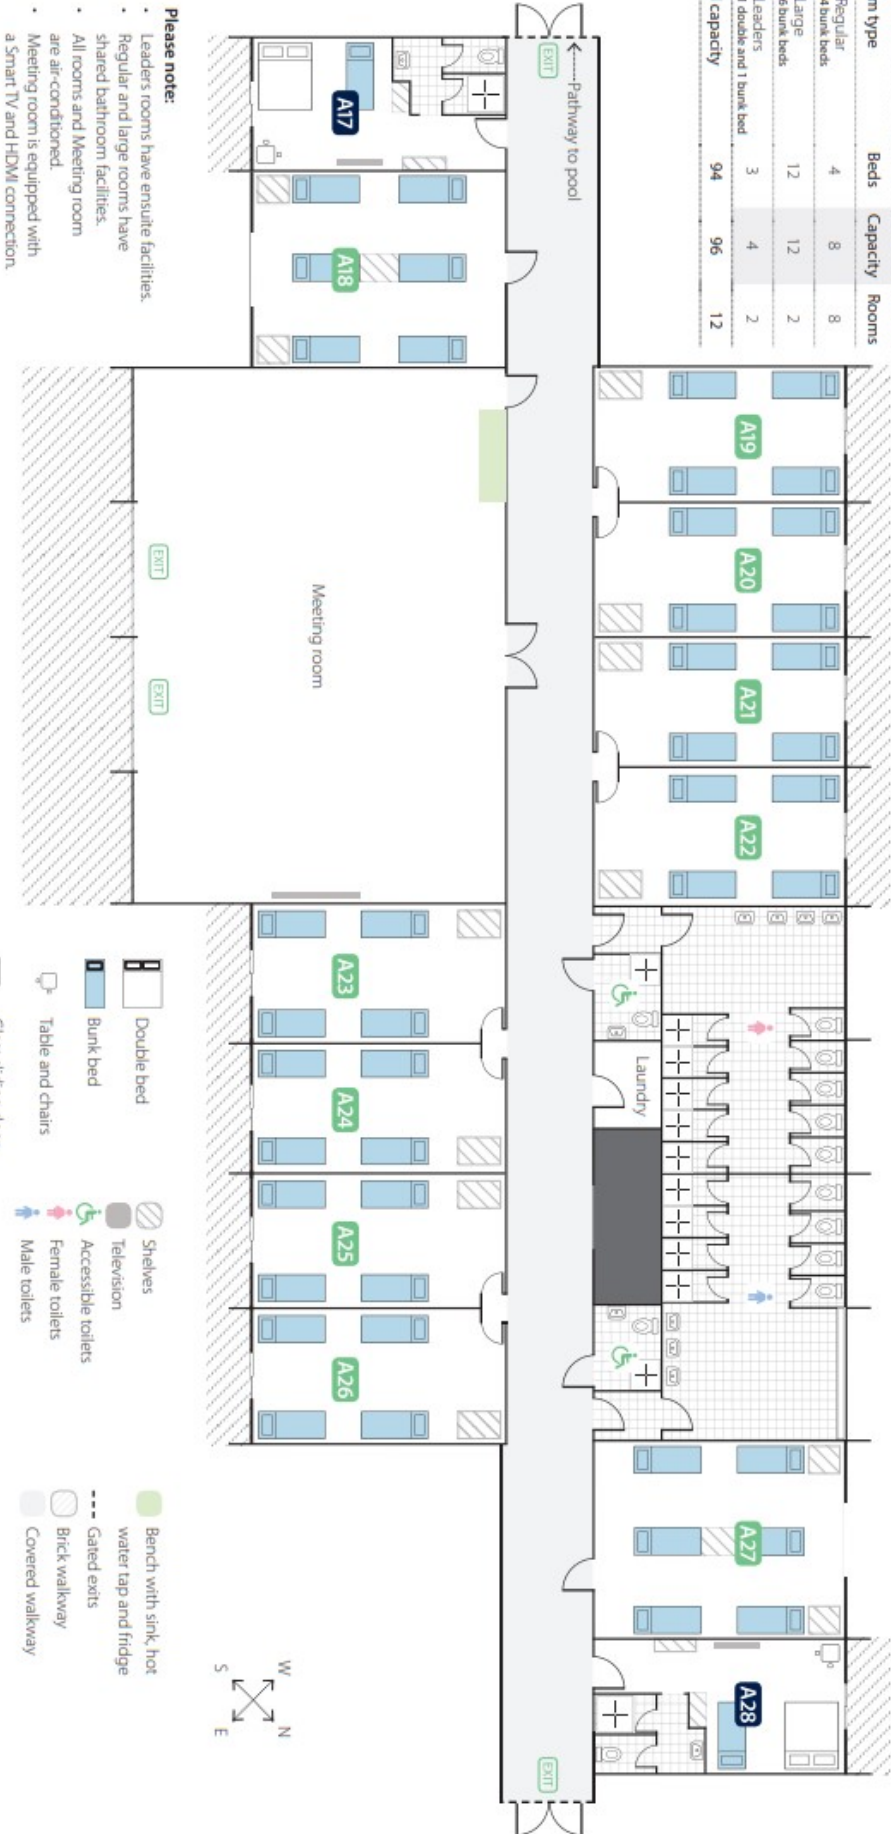 m type Beds Capacity Rooms
Regular 4 8 8
4 bunk beds
Large 12 12 2
6 bunk beds
Leaders 3 4 2
1 double and 1 bunk bed
capacity 94 96 12
A19
A20
A21
A22
Laundry
A27
A28
EXIT
Pathway to pool
EXIT
A17
A18
Meeting room
EXIT
EXIT
A23
A24
A25
A26
Please note:
• Leaders rooms have ensuite facilities.
• Regular and large rooms have
shared bathroom facilities.
• All rooms and Meeting room
are air-conditioned.
• Meeting room is equipped with
a Smart TV and HDMI connection.
Double bed
Bunk bed
Table and chairs
Shelves
Television
Accessible toilets
Female toilets
Male toilets
Bench with sink, hot
water tap and fridge
Gated exits
Brick walkway
Covered walkway
W N
S E